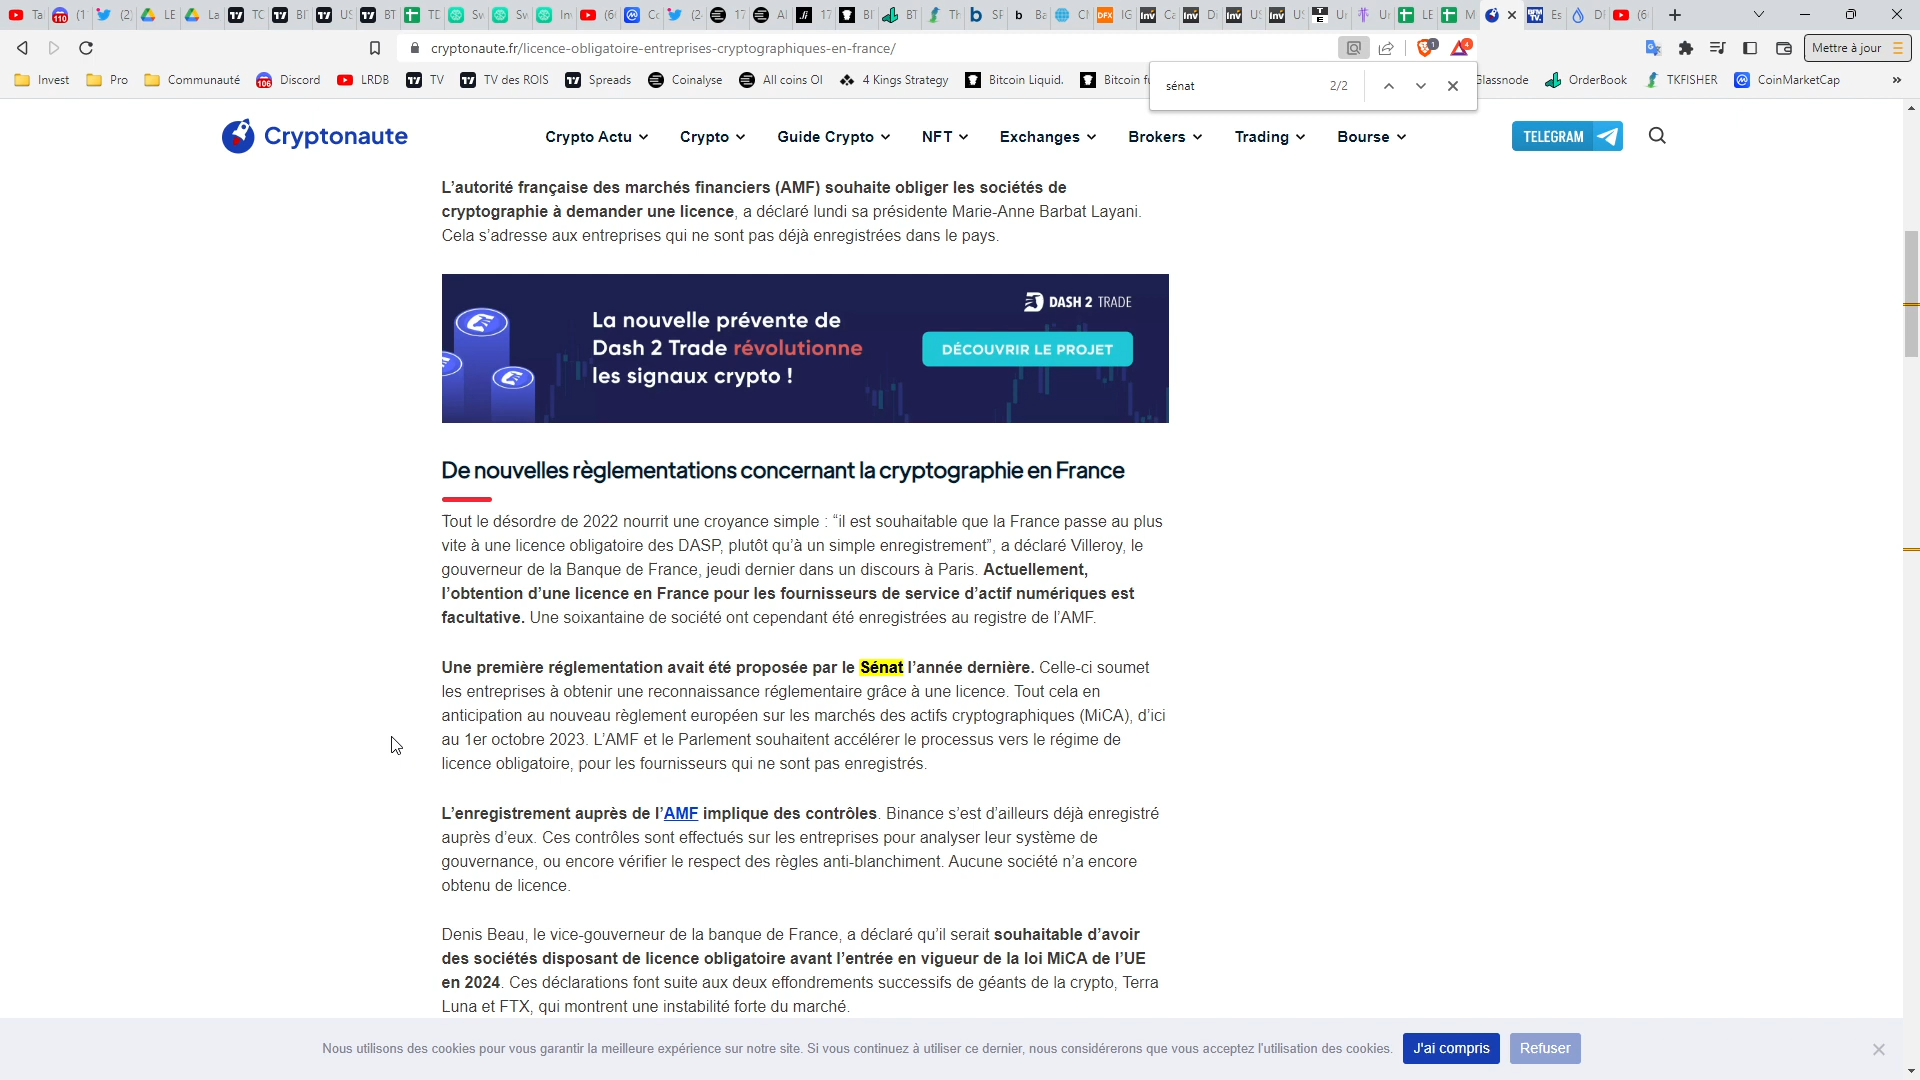 cryptonaute.fr/licence-obligatoire-entreprises-cryptographiques-en-france/
Mettre à jour
Invest Pro Communauté Discord LRDB TV TV des ROIS Spreads Coinalyse All coins OI 4 Kings Strategy Bitcoin Liquid. Bitcoin fu lassnode OrderBook TKFISHER CoinMarketCap »
sénat 2/2
Cryptonaute
Crypto Actu Crypto Guide Crypto NFT Exchanges Brokers Trading Bourse
TELEGRAM
L'autorité française des marchés financiers (AMF) souhaite obliger les sociétés de
cryptographie à demander une licence, a déclaré lundi sa présidente Marie-Anne Barbat Layani.
Cela s'adresse aux entreprises qui ne sont pas déjà enregistrées dans le pays.
DASH 2 TRADE
La nouvelle prévente de
Dash 2 Trade révolutionne
les signaux crypto !
DÉCOUVRIR LE PROJET
De nouvelles règlementations concernant la cryptographie en France
Tout le désordre de 2022 nourrit une croyance simple : “il est souhaitable que la France passe au plus
vite à une licence obligatoire des DASP, plutôt qu'à un simple enregistrement”, a déclaré Villeroy, le
gouverneur de la Banque de France, jeudi dernier dans un discours à Paris. Actuellement,
l'obtention d'une licence en France pour les fournisseurs de service d'actif numériques est
facultative. Une soixantaine de société ont cependant été enregistrées au registre de l'AMF.
Une première réglementation avait été proposée par le Sénat l'année dernière. Celle-ci soumet
les entreprises à obtenir une reconnaissance réglementaire grâce à une licence. Tout cela en
anticipation au nouveau règlement européen sur les marchés des actifs cryptographiques (MiCA), d'ici
au 1er octobre 2023. L'AMF et le Parlement souhaitent accélérer le processus vers le régime de
licence obligatoire, pour les fournisseurs qui ne sont pas enregistrés.
L'enregistrement auprès de l'AMF implique des contrôles. Binance s'est d'ailleurs déjà enregistré
auprès d'eux. Ces contrôles sont effectués sur les entreprises pour analyser leur système de
gouvernance, ou encore vérifier le respect des règles anti-blanchiment. Aucune société n'a encore
obtenu de licence.
Denis Beau, le vice-gouverneur de la banque de France, a déclaré qu'il serait souhaitable d'avoir
des sociétés disposant de licence obligatoire avant l'entrée en vigueur de la loi MiCA de l'UE
en 2024. Ces déclarations font suite aux deux effondrements successifs de géants de la crypto, Terra
Luna et FTX, qui montrent une instabilité forte du marché.
Nous utilisons des cookies pour vous garantir la meilleure expérience sur notre site. Si vous continuez à utiliser ce dernier, nous considérerons que vous acceptez l'utilisation des cookies. J'ai compris Refuser